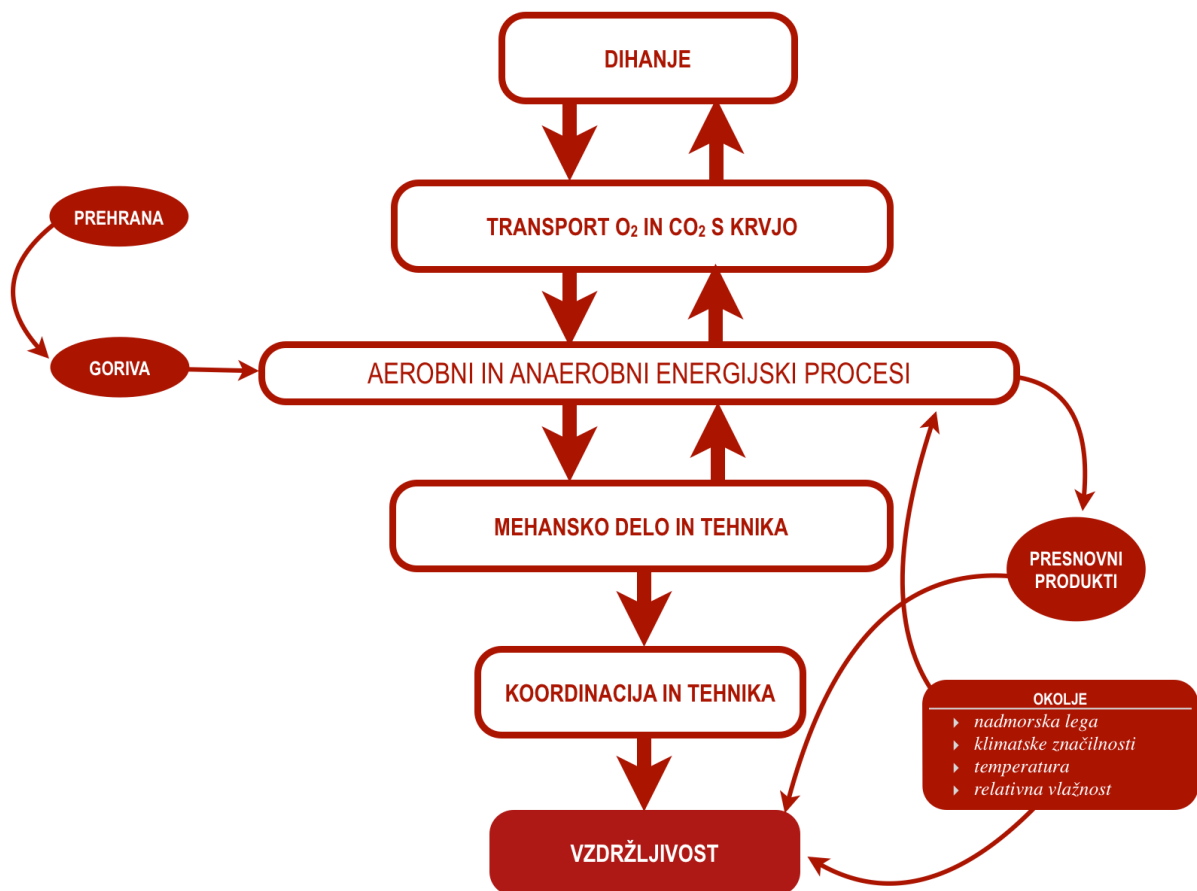 DIHANJE
TRANSPORT O₂ IN CO₂ S KRVJO
PREHRANA
GORIVA
AEROBNI IN ANAEROBNI ENERGIJSKI PROCESI
MEHANSKO DELO IN TEHNIKA
PRESNOVNI
PRODUKTI
KOORDINACIJA IN TEHNIKA
OKOLJE
nadmorska lega
klimatske značilnosti
temperatura
relativna vlažnost
VZDRŽLJIVOST